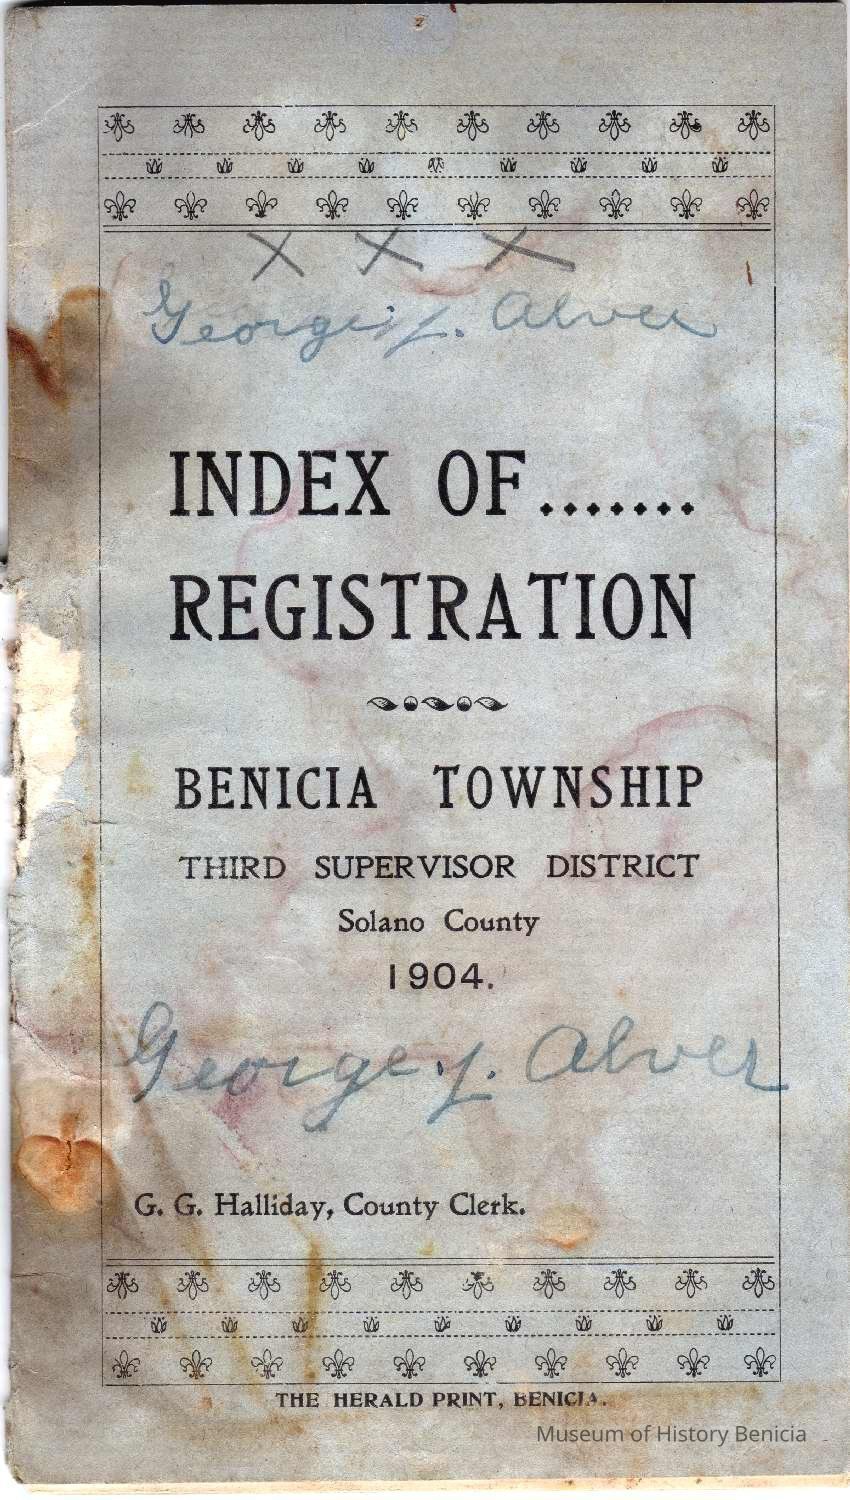 X X X
George J. Alver
INDEX OF.......
REGISTRATION
BENICIA TOWNSHIP
THIRD SUPERVISOR DISTRICT
Solano County
1904.
George J. Alver
G. G. Halliday, County Clerk.
THE HERALD PRINT, BENICIA.
Museum of History Benicia